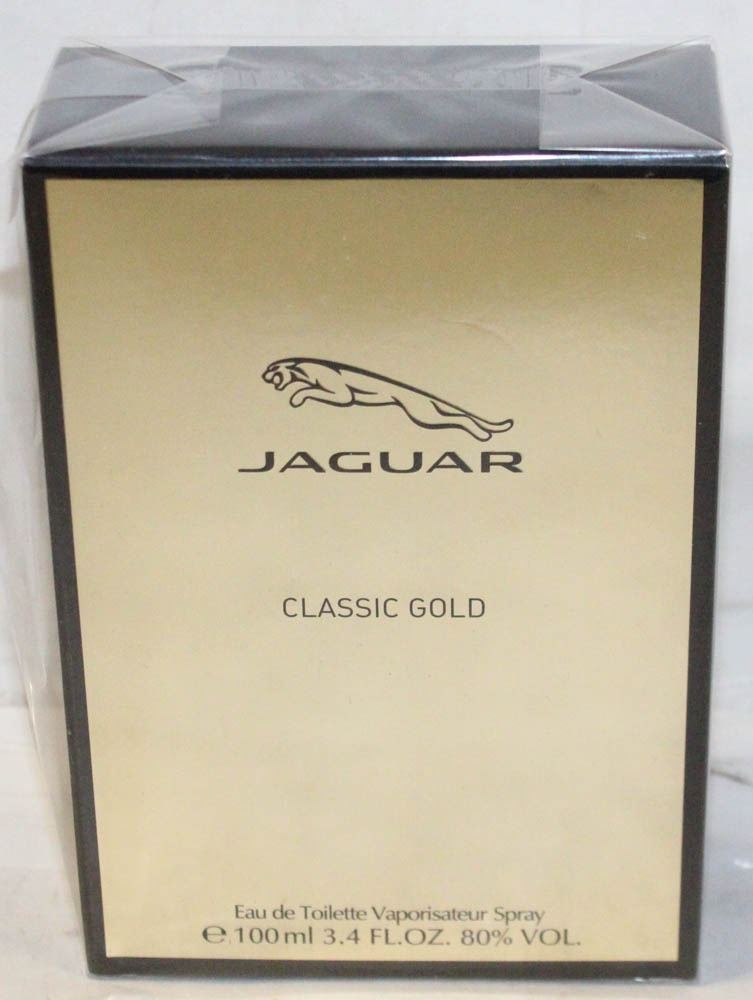 JAGUAR
CLASSIC GOLD
Eau de Toilette Vaporisateur Spray
℮ 100 ml 3.4 FL.OZ. 80% VOL.